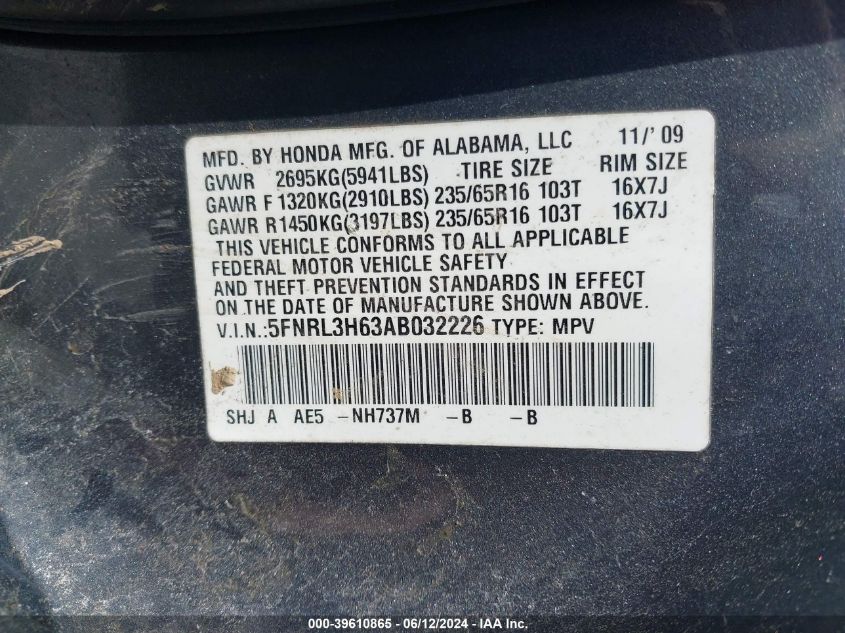 MFD. BY HONDA MFG. OF ALABAMA, LLC 11/'09
GVWR 2695KG(5941LBS) TIRE SIZE RIM SIZE
GAWR F 1320KG(2910LBS) 235/65R16 103T 16X7J
GAWR R1450KG(3197LBS) 235/65R16 103T 16X7J
THIS VEHICLE CONFORMS TO ALL APPLICABLE
FEDERAL MOTOR VEHICLE SAFETY
AND THEFT PREVENTION STANDARDS IN EFFECT
ON THE DATE OF MANUFACTURE SHOWN ABOVE.
V.I.N.:5FNRL3H63AB032226 TYPE: MPV
SHJ A AE5 -NH737M -B -B
000-39610865 - 06/12/2024 - IAA Inc.